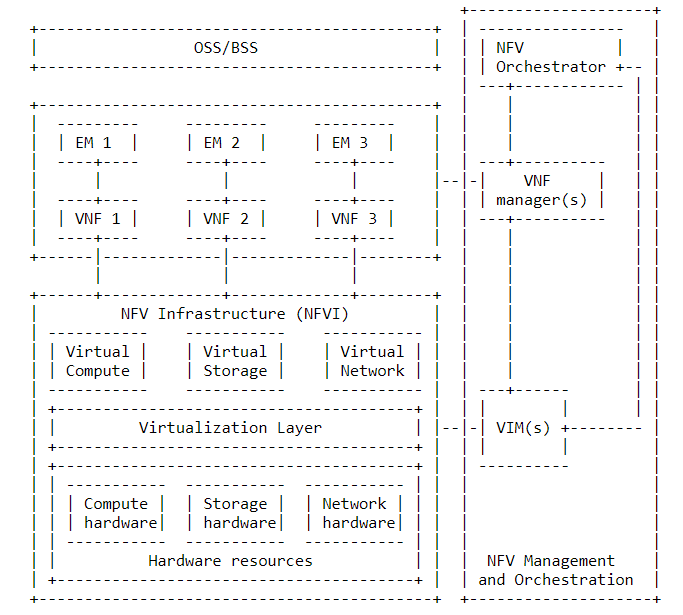 OSS/BSS
NFV
Orchestrator
EM 1 EM 2 EM 3
VNF
manager(s)
VNF 1 VNF 2 VNF 3
NFV Infrastructure (NFVI)
Virtual Virtual Virtual
Compute Storage Network
Virtualization Layer
VIM(s)
Compute Storage Network
hardware hardware hardware
Hardware resources
NFV Management
and Orchestration